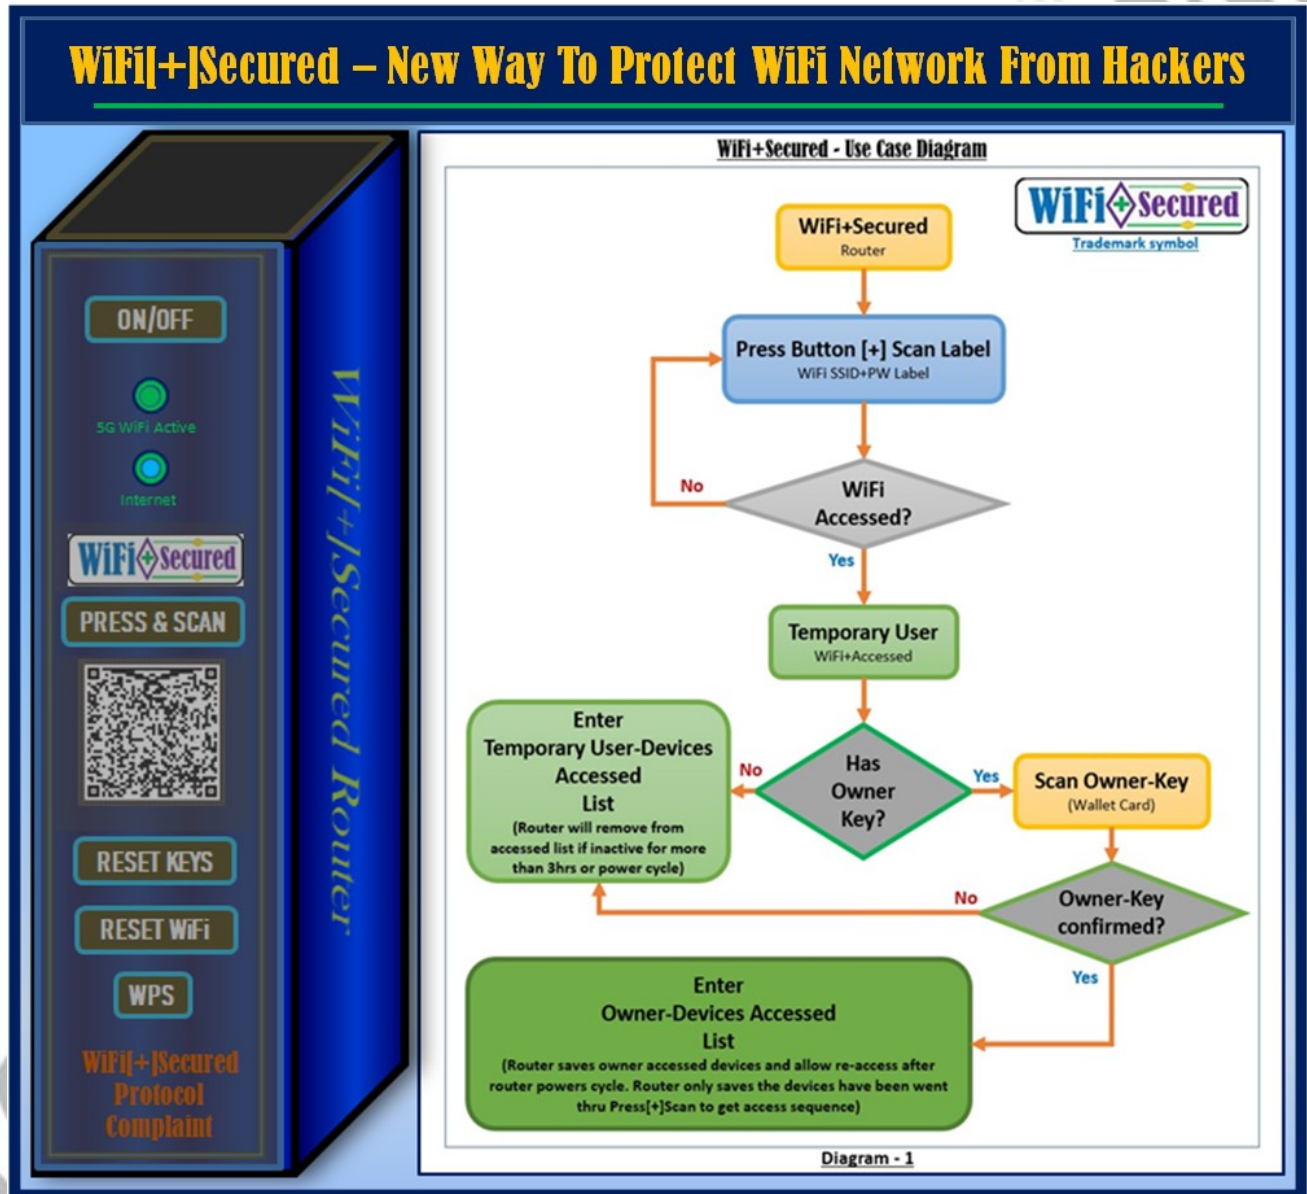 WiFi[+]Secured – New Way To Protect WiFi Network From Hackers
ON/OFF
5G WiFi Active
Internet
WiFi+Secured
PRESS & SCAN
RESET KEYS
RESET WiFi
WPS
WiFi[+]Secured
Protocol
Complaint
WiFi[+]Secured Router
WiFi+Secured - Use Case Diagram
WiFi+Secured
Trademark symbol
WiFi+Secured
Router
Press Button [+] Scan Label
WiFi SSID+PW Label
No
WiFi
Accessed?
Yes
Temporary User
WiFi+Accessed
Enter
Temporary User-Devices
Accessed
List
(Router will remove from
accessed list if inactive for more
than 3hrs or power cycle)
No
Has
Owner
Key?
Yes
Scan Owner-Key
(Wallet Card)
No
Owner-Key
confirmed?
Yes
Enter
Owner-Devices Accessed
List
(Router saves owner accessed devices and allow re-access after
router powers cycle. Router only saves the devices have been went
thru Press[+]Scan to get access sequence)
Diagram - 1